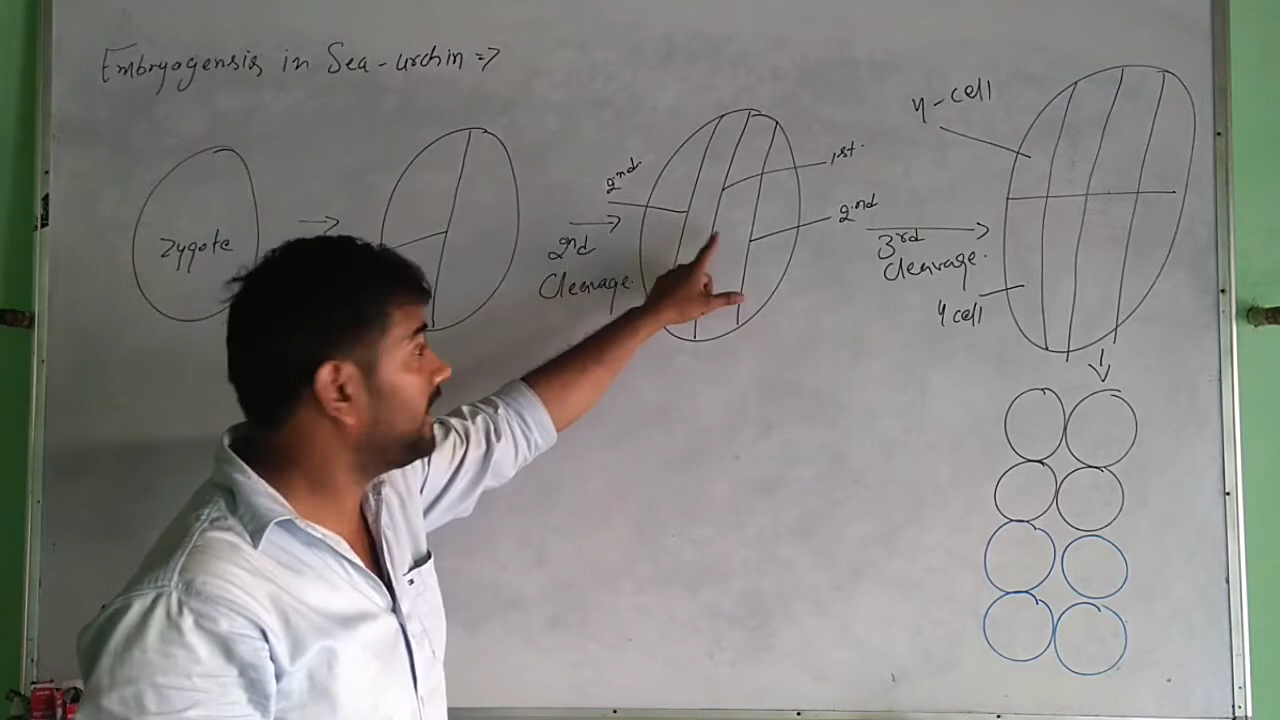 Embryogensis in Sea-urchin =>
Zygote
2nd
2nd
Cleavage.
1st.
2nd
3rd
Cleavage.
4-cell
4 cell